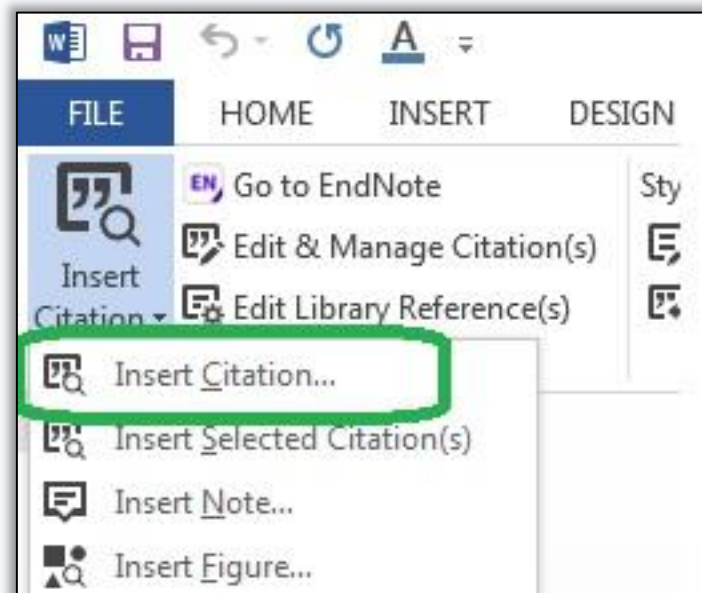 W
A
FILE HOME INSERT DESIGN
EN Go to EndNote
Sty
Edit & Manage Citation(s)
Insert
Citation
Edit Library Reference(s)
Insert Citation...
Insert Selected Citation(s)
Insert Note...
Insert Figure...